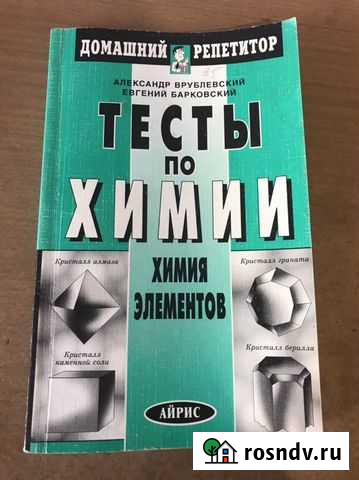 ДОМАШНИЙ РЕПЕТИТОР
АЛЕКСАНДР ВРУБЛЕВСКИЙ
ЕВГЕНИЙ БАРКОВСКИЙ
ТЕСТЫ
ПО
ХИМИИ
ХИМИЯ
ЭЛЕМЕНТОВ
Кристалл алмаза
Кристалл граната
Кристалл
каменной соли
Кристалл берилла
АЙРИС
rosndv.ru